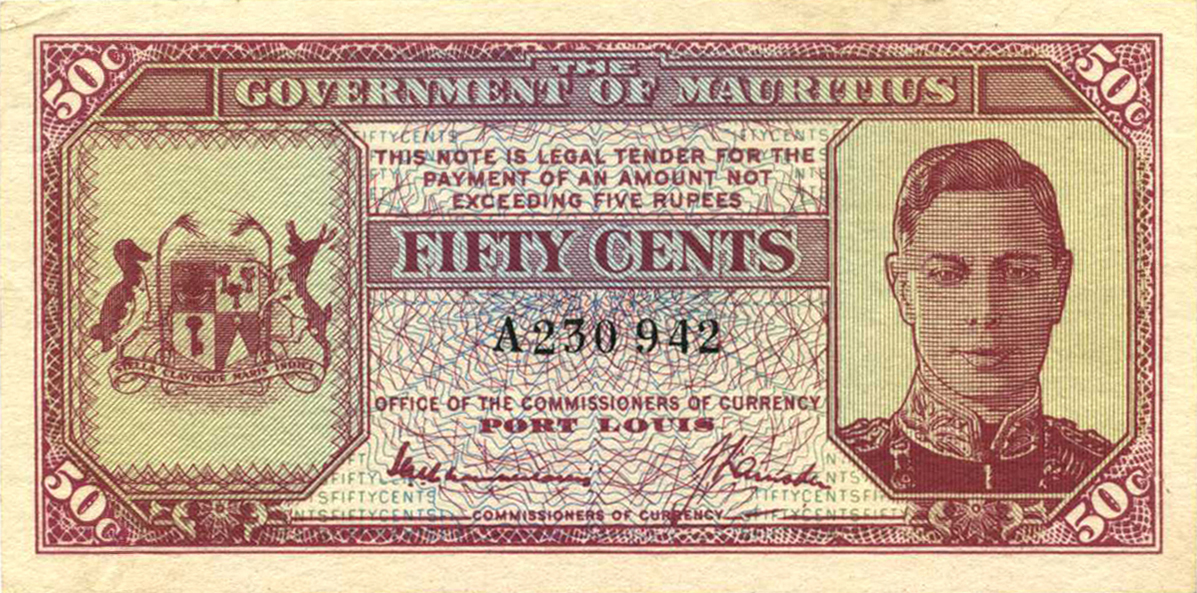 50c
50c
THE
GOVERNMENT OF MAURITIUS
FIFTYCENTS
THIS NOTE IS LEGAL TENDER FOR THE
PAYMENT OF AN AMOUNT NOT
EXCEEDING FIVE RUPEES
FIFTY CENTS
A230 942
STELLA CLAVISQUE MARIS INDICI
OFFICE OF THE COMMISSIONERS OF CURRENCY
PORT LOUIS
COMMISSIONERS OF CURRENCY
50c
50c